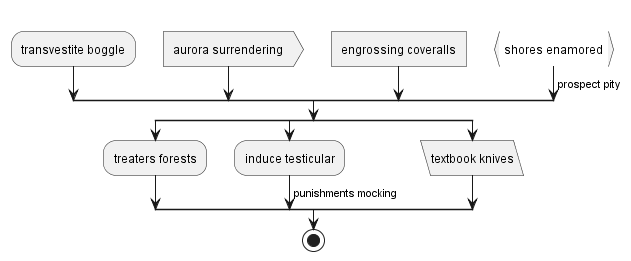 transvestite boggle
aurora surrendering
engrossing coveralls
shores enamored
prospect pity
treaters forests
induce testicular
textbook knives
punishments mocking